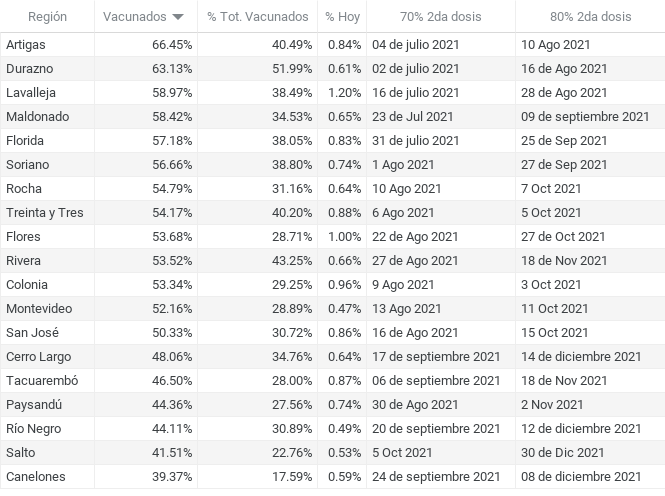 Región Vacunados % Tot. Vacunados % Hoy 70% 2da dosis 80% 2da dosis
Artigas 66.45% 40.49% 0.84% 04 de julio 2021 10 Ago 2021
Durazno 63.13% 51.99% 0.61% 02 de julio 2021 16 de Ago 2021
Lavalleja 58.97% 38.49% 1.20% 16 de julio 2021 28 de Ago 2021
Maldonado 58.42% 34.53% 0.65% 23 de Jul 2021 09 de septiembre 2021
Florida 57.18% 38.05% 0.83% 31 de julio 2021 25 de Sep 2021
Soriano 56.66% 38.80% 0.74% 1 Ago 2021 27 de Sep 2021
Rocha 54.79% 31.16% 0.64% 10 Ago 2021 7 Oct 2021
Treinta y Tres 54.17% 40.20% 0.88% 6 Ago 2021 5 Oct 2021
Flores 53.68% 28.71% 1.00% 22 de Ago 2021 27 de Oct 2021
Rivera 53.52% 43.25% 0.66% 27 de Ago 2021 18 de Nov 2021
Colonia 53.34% 29.25% 0.96% 9 Ago 2021 3 Oct 2021
Montevideo 52.16% 28.89% 0.47% 13 Ago 2021 11 Oct 2021
San José 50.33% 30.72% 0.86% 16 de Ago 2021 15 Oct 2021
Cerro Largo 48.06% 34.76% 0.64% 17 de septiembre 2021 14 de diciembre 2021
Tacuarembó 46.50% 28.00% 0.87% 06 de septiembre 2021 18 de Nov 2021
Paysandú 44.36% 27.56% 0.74% 30 de Ago 2021 2 Nov 2021
Río Negro 44.11% 30.89% 0.49% 20 de septiembre 2021 12 de diciembre 2021
Salto 41.51% 22.76% 0.53% 5 Oct 2021 30 de Dic 2021
Canelones 39.37% 17.59% 0.59% 24 de septiembre 2021 08 de diciembre 2021